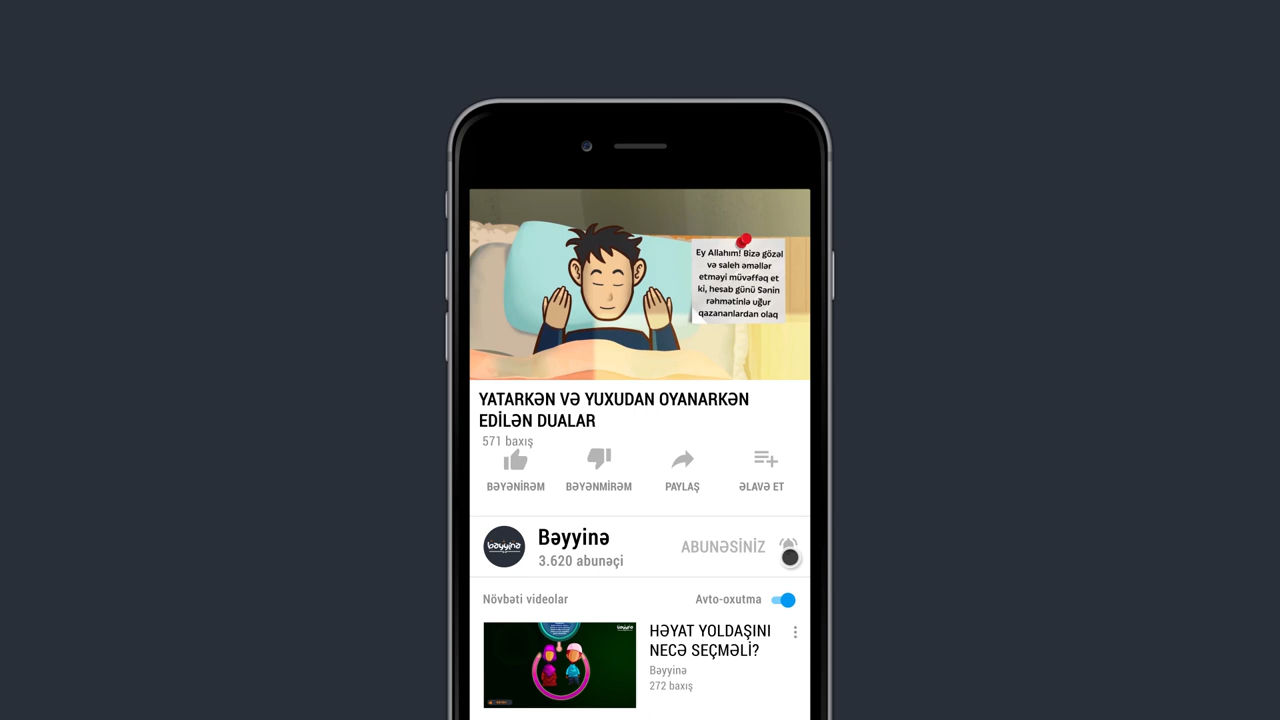 Ey Allahım! Bizə gözəl
və saleh əməllər
etməyi müvəffəq et
ki, hesab günü Sənin
rəhmətinlə uğur
qazananlardan olaq
YATARKƏN VƏ YUXUDAN OYANARKƏN
EDİLƏN DUALAR
571 baxış
BƏYƏNİRƏM BƏYƏNMİRƏM PAYLAŞ ƏLAVƏ ET
bəyyinə
Bəyyinə
3.620 abunəçi
ABUNƏSİNİZ
Növbəti videolar Avto-oxutma
bəyyinə
HƏYAT YOLDAŞINI
NECƏ SEÇMƏLİ?
Bəyyinə
272 baxış